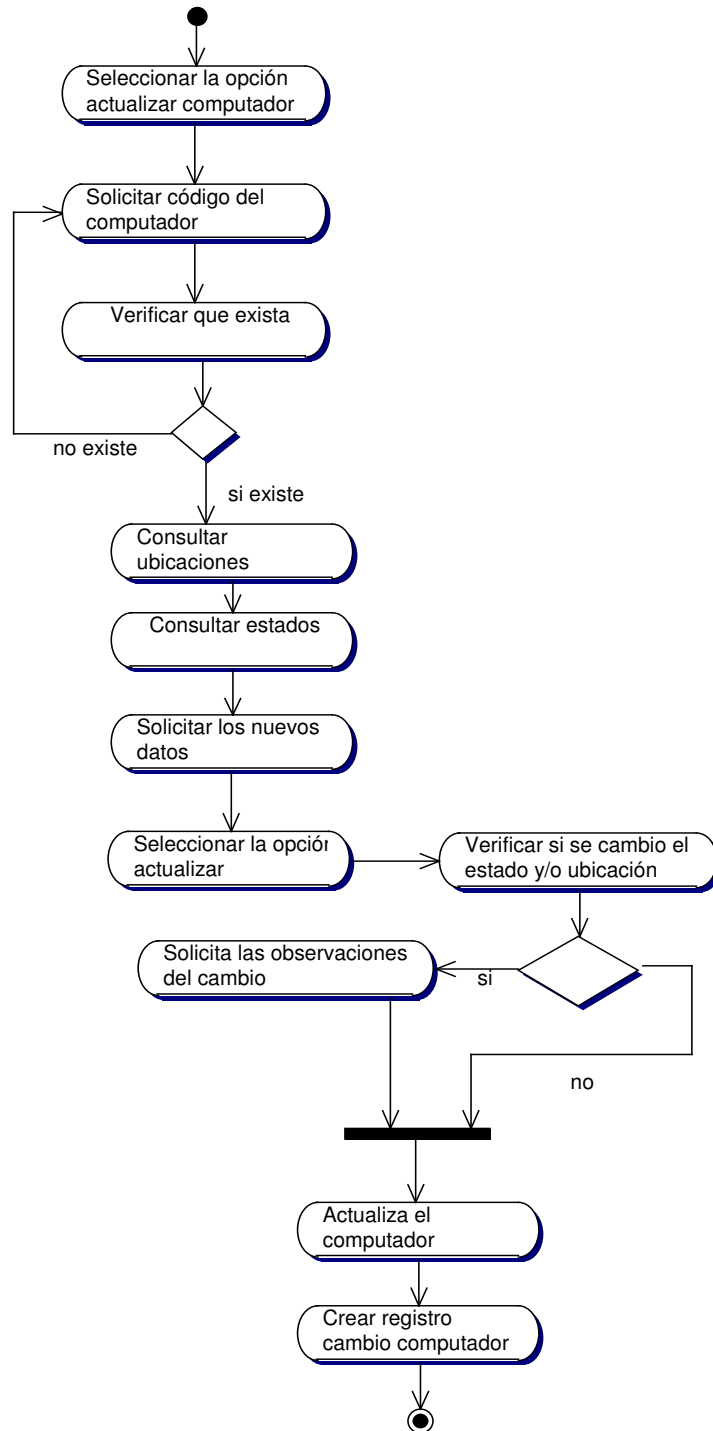 Seleccionar la opción
actualizar computador
Solicitar código del
computador
Verificar que exista
no existe
si existe
Consultar
ubicaciones
Consultar estados
Solicitar los nuevos
datos
Seleccionar la opción
actualizar
Verificar si se cambio el
estado y/o ubicación
Solicita las observaciones
del cambio
si
no
Actualiza el
computador
Crear registro
cambio computador